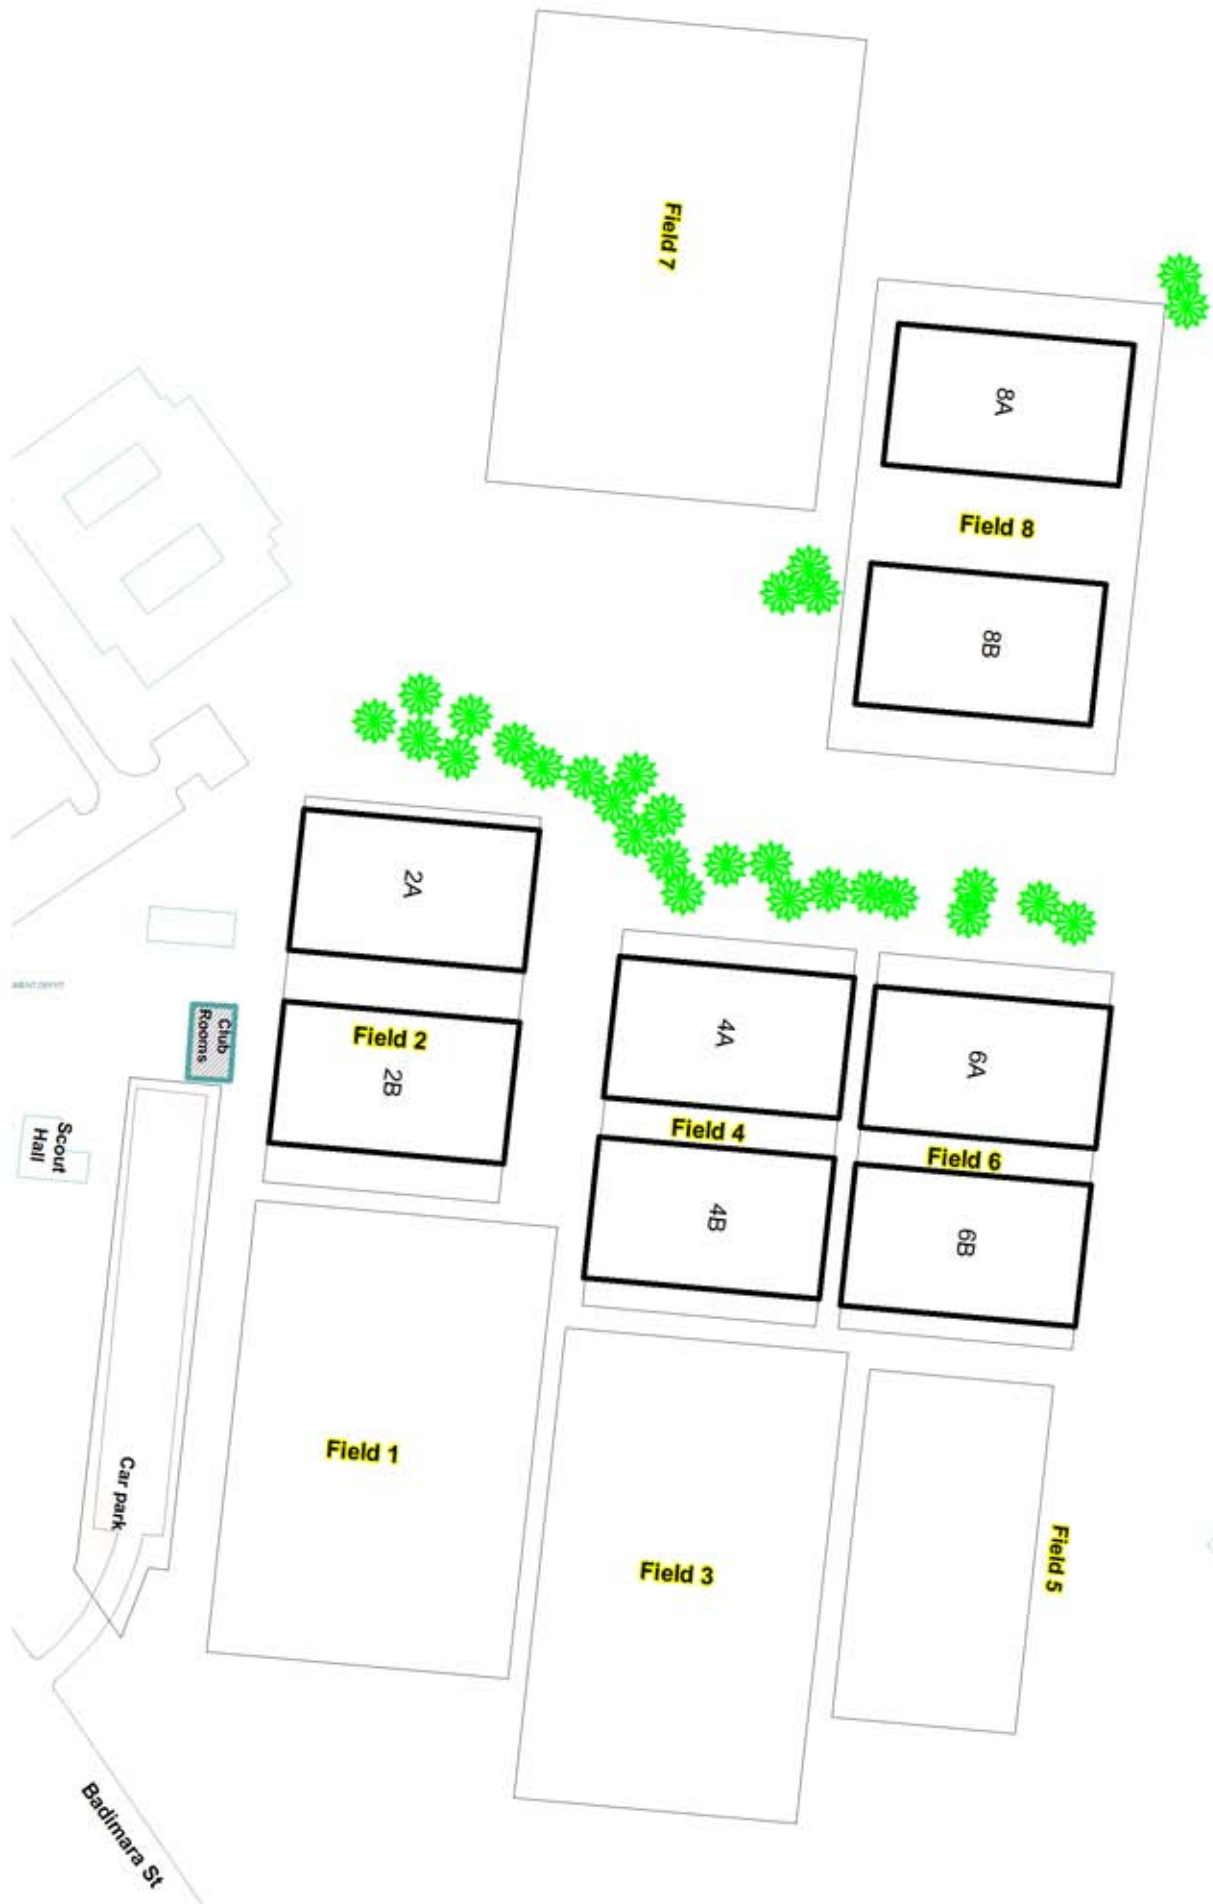 Field 7
8A
Field 8
8B
2A
Field 2
2B
4A
Field 4
4B
6A
Field 6
6B
Club
Rooms
Scout
Hall
Car park
Field 1
Field 3
Field 5
Badimara St